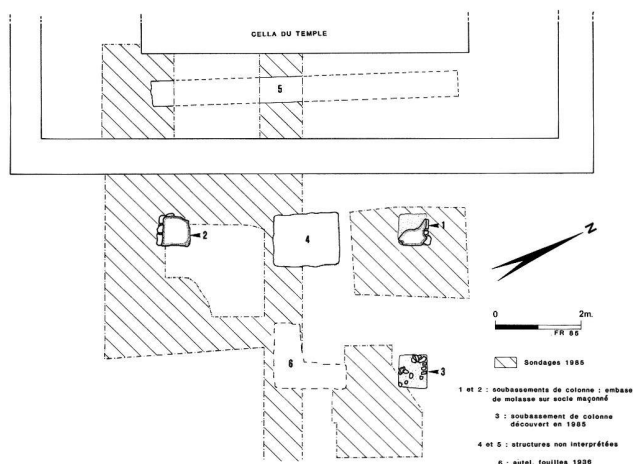 CELLA DU TEMPLE
5
1
2
4
N
0 2m.
FR 86
6
Sondages 1985
3
1 et 2 : soubassements de colonne ; embase
de molasse sur socle maçonné
3 : soubassement de colonne
découvert en 1985
4 et 5 : structures non interprétées
6 : autel, fouilles 1936